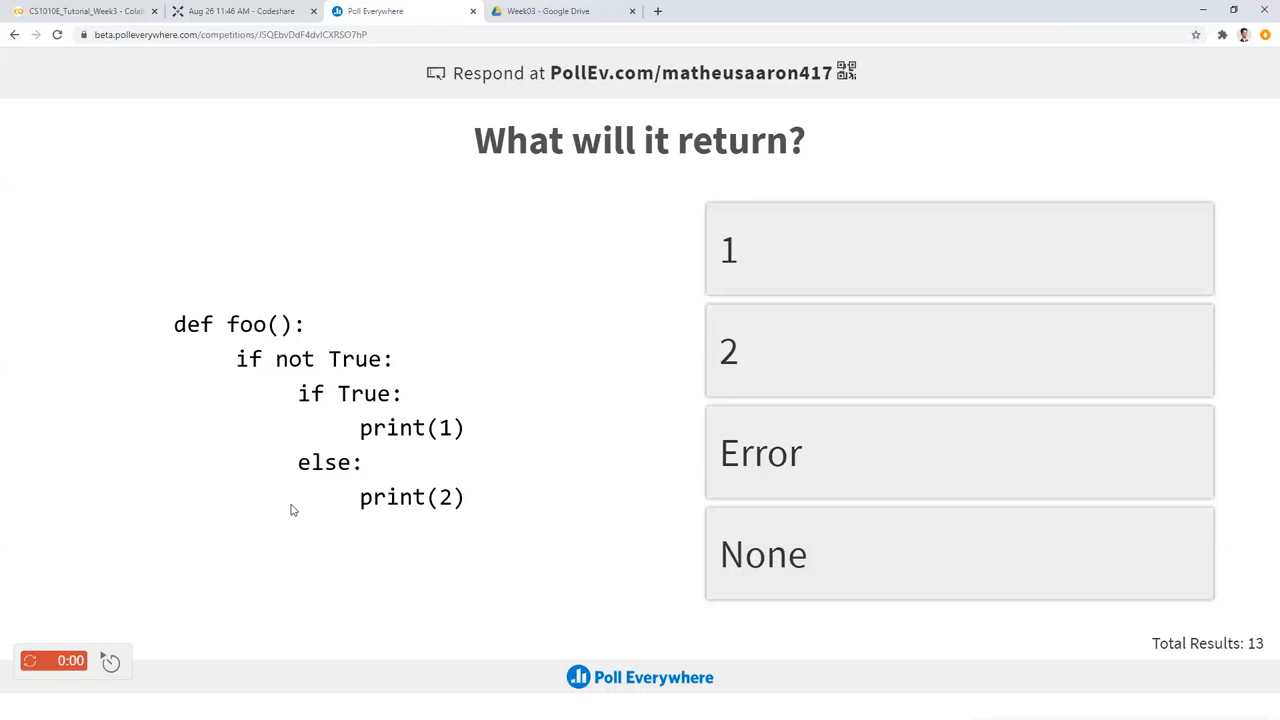 CS1010E_Tutorial_Week3 - Colab
Aug 26 11:46 AM - Codeshare
Poll Everywhere
Week03 - Google Drive
beta.polleverywhere.com/competitions/JSQEbvDdF4dvICXRSO7hP
Respond at PollEv.com/matheusaaron417
What will it return?
def foo():
if not True:
if True:
print(1)
else:
print(2)
1
2
Error
None
Total Results: 13
0:00
Poll Everywhere